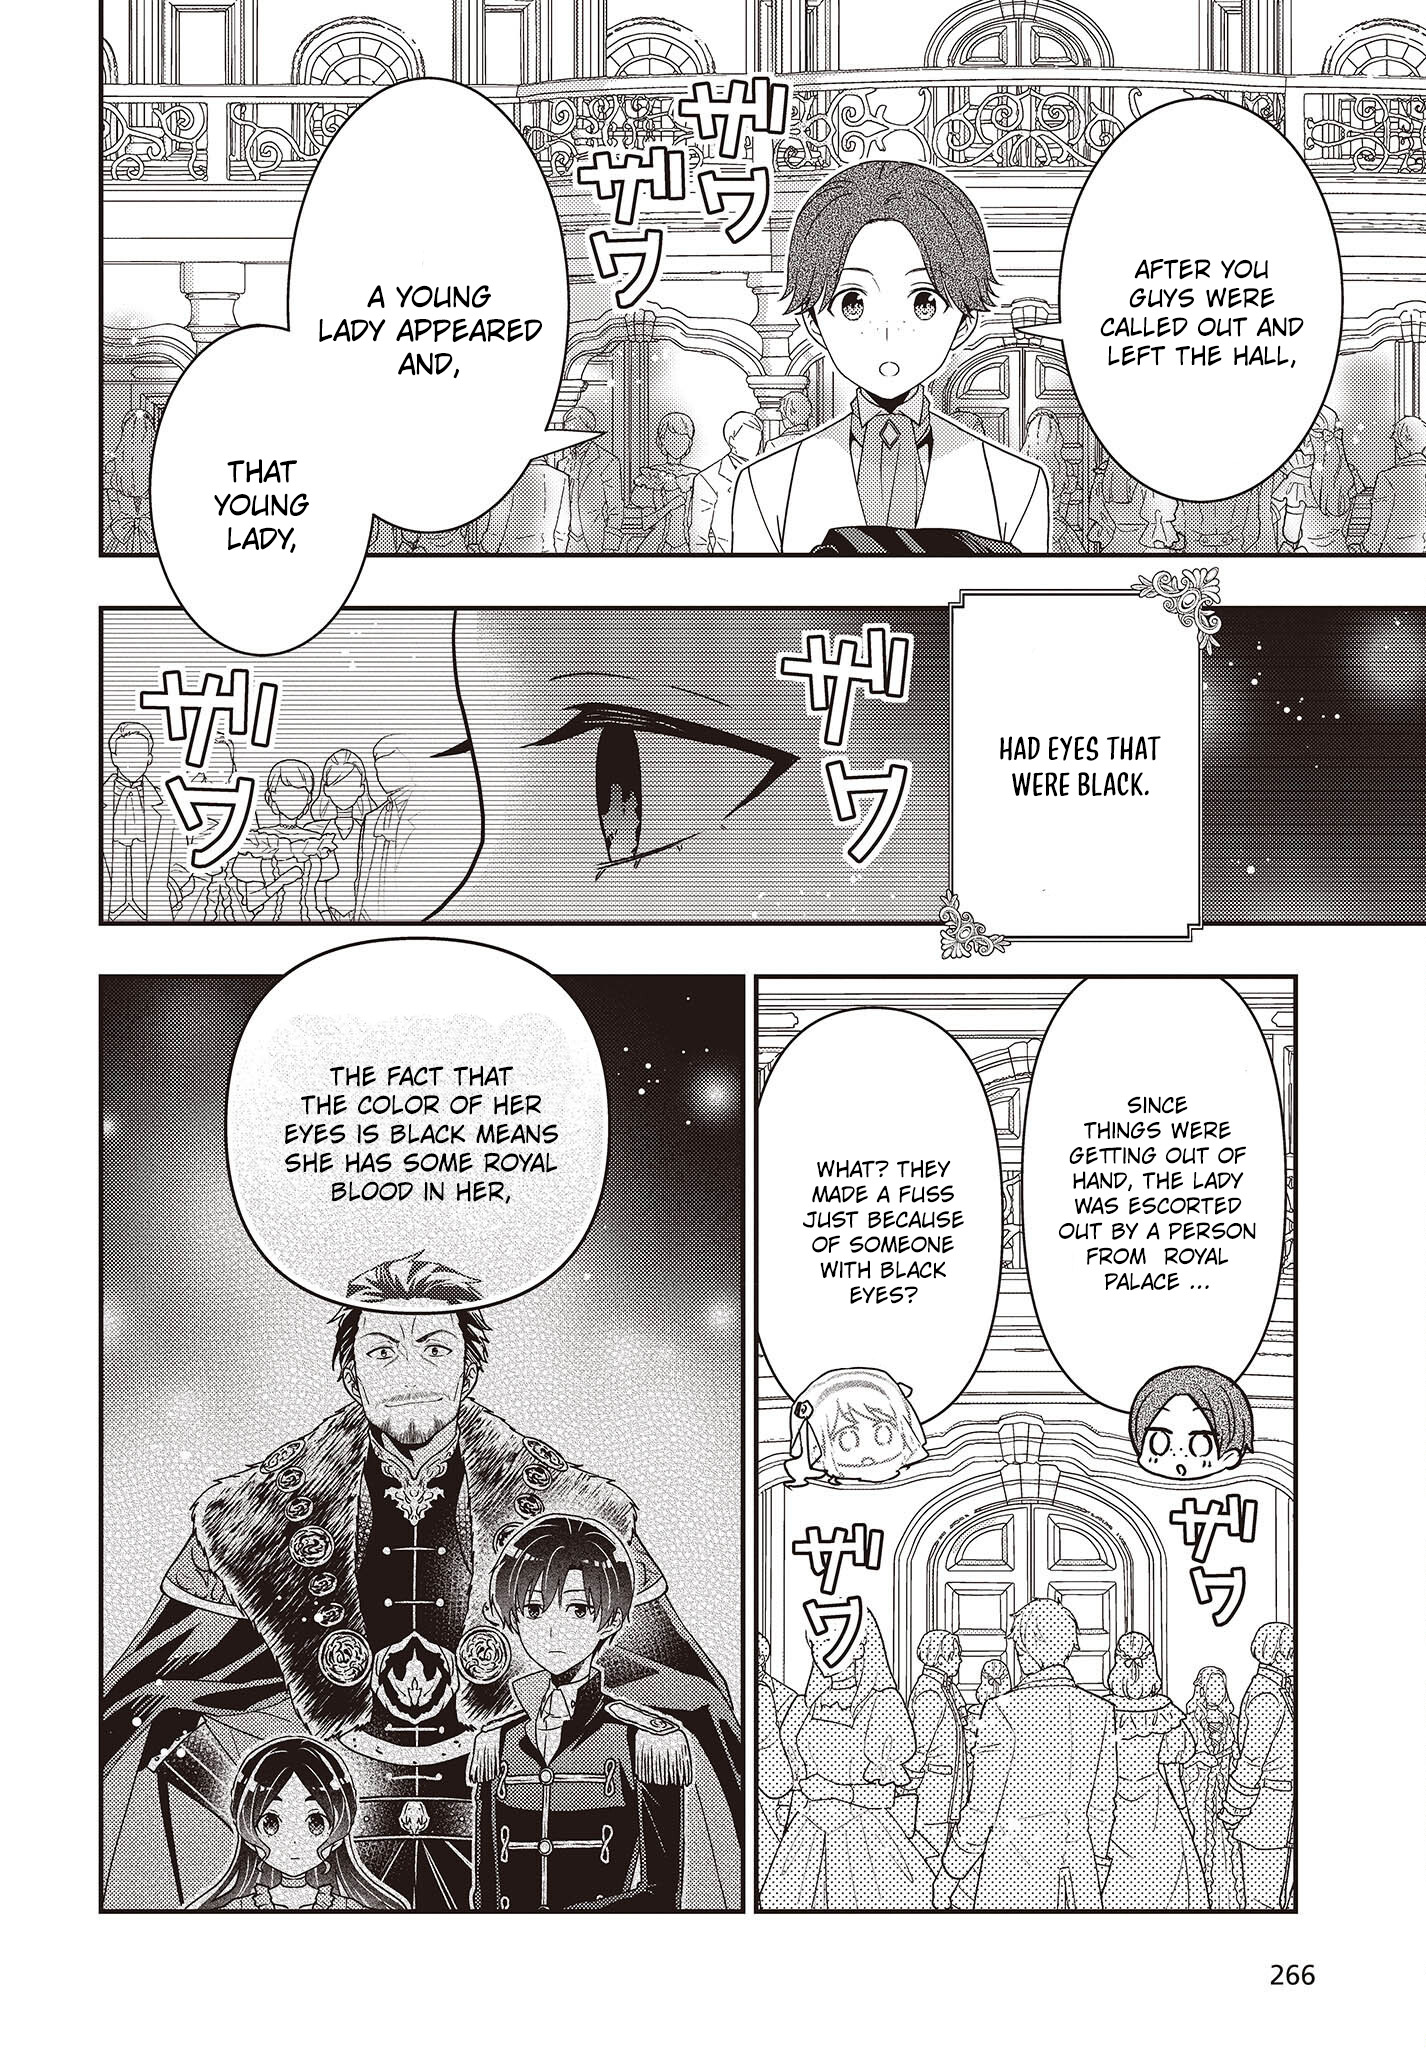 AFTER YOU
GUYS WERE
CALLED OUT AND
LEFT THE HALL,
ザワ
ザワ
A YOUNG
LADY APPEARED
AND,
THAT
YOUNG
LADY,
HAD EYES THAT
WERE BLACK.
ザワ
ザワ
SINCE
THINGS WERE
GETTING OUT OF
HAND, THE LADY
WAS ESCORTED
OUT BY A PERSON
FROM ROYAL
PALACE ...
WHAT? THEY
MADE A FUSS
JUST BECAUSE
OF SOMEONE
WITH BLACK
EYES?
ザワ
ザワ
THE FACT THAT
THE COLOR OF HER
EYES IS BLACK MEANS
SHE HAS SOME ROYAL
BLOOD IN HER,
266